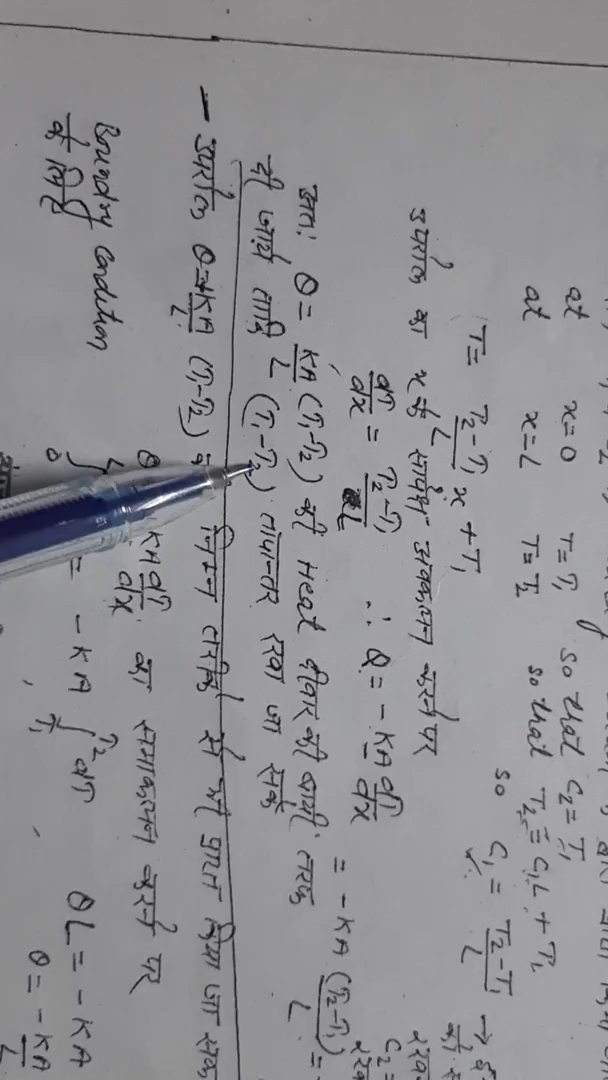 at x=0 T=T₁ so that C₂=T₁
at x=L T=T₂ so that T₂=C₁L+T₁
so C₁ = (T₂-T₁)/L →
T = (T₂-T₁)/L x + T₁
उपरोक्त का x के सापेक्ष अवकलन करने पर
dT/dx = (T₂-T₁)/L ∴ Q = -KA dT/dx = -KA (T₂-T₁)/L =
अतः Q = KA/L (T₁-T₂) की Heat दीवार की बायी तरफ
दी जाये ताकि (T₁-T₂) तापान्तर रखा जा सके
- उपरोक्त Q = KA/L (T₁-T₂) निम्न तरीके से भी प्राप्त किया जा
KA dT/dx का समाकलन करने पर
Boundry condition
के लिए
= -KA ∫T₁ T₂ dT QL = -KA
Q = -KA/L